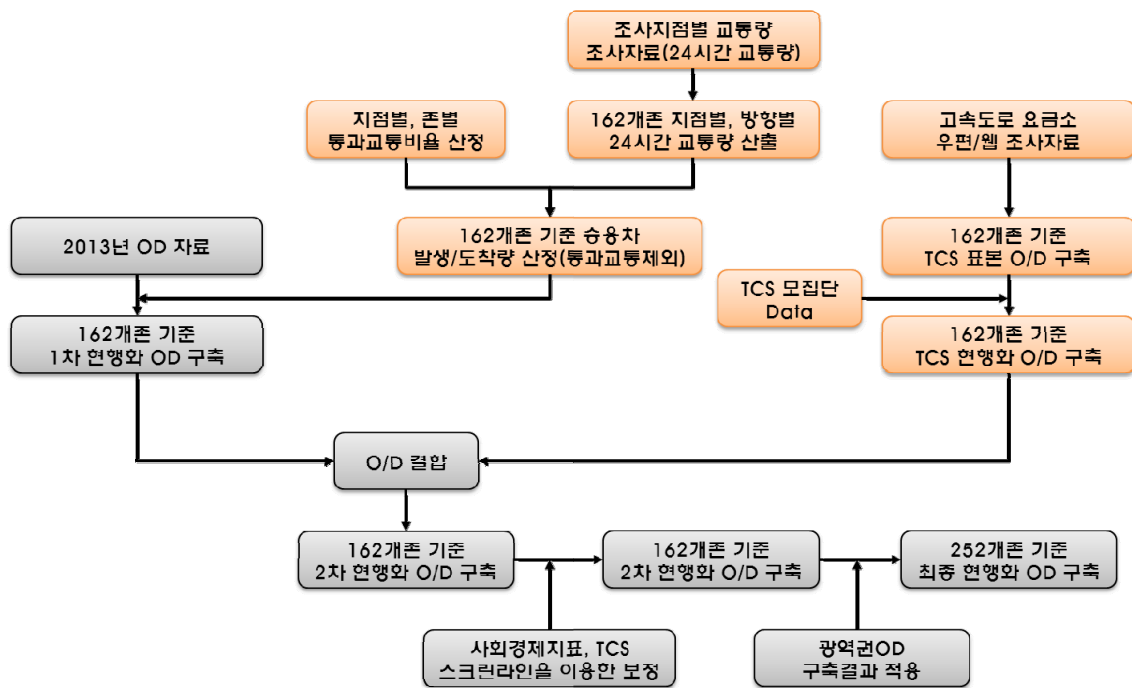 조사지점별 교통량
조사자료(24시간 교통량)
지점별, 존별
통과교통비율 산정
162개존 지점별, 방향별
24시간 교통량 산출
고속도로 요금소
우편/웹 조사자료
2013년 OD 자료
162개존 기준 승용차
발생/도착량 산정(통과교통제외)
162개존 기준
TCS 표본 O/D 구축
TCS 모집단
Data
162개존 기준
1차 현행화 OD 구축
162개존 기준
TCS 현행화 O/D 구축
O/D 결합
162개존 기준
2차 현행화 O/D 구축
162개존 기준
2차 현행화 O/D 구축
252개존 기준
최종 현행화 OD 구축
사회경제지표, TCS
스크린라인을 이용한 보정
광역권OD
구축결과 적용